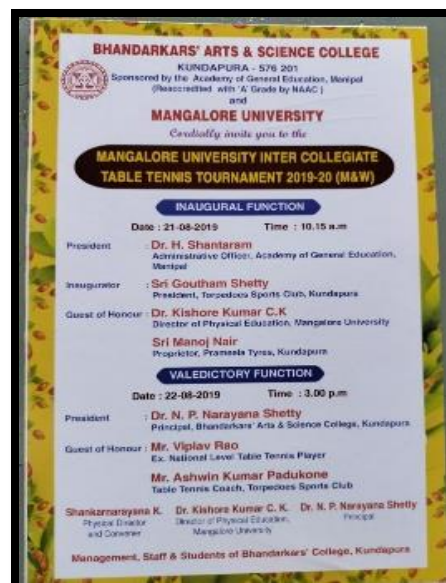 BHANDARKARS' ARTS & SCIENCE COLLEGE
KUNDAPURA - 576 201
Sponsored by the Academy of General Education, Manipal
(Reaccredited with 'A' Grade by NAAC )
and
MANGALORE UNIVERSITY
Cordially invite you to the
MANGALORE UNIVERSITY INTER COLLEGIATE
TABLE TENNIS TOURNAMENT 2019-20 (M&W)
INAUGURAL FUNCTION
Date : 21-08-2019 Time : 10.15 a.m
President : Dr. H. Shantaram
Administrative Officer, Academy of General Education,
Manipal
Inaugurator : Sri Goutham Shetty
President, Torpedoes Sports Club, Kundapura
Guest of Honour : Dr. Kishore Kumar C.K
Director of Physical Education, Mangalore University
Sri Manoj Nair
Proprietor, Prameela Tyres, Kundapura
VALEDICTORY FUNCTION
Date : 22-08-2019 Time : 3.00 p.m
President : Dr. N. P. Narayana Shetty
Principal, Bhandarkars' Arts & Science College, Kundapura
Guest of Honour : Mr. Viplav Rao
Ex. National Level Table Tennis Player
Mr. Ashwin Kumar Padukone
Table Tennis Coach, Torpedoes Sports Club
Shankarnarayana K. Dr. Kishore Kumar C. K. Dr. N. P. Narayana Shetty
Physical Director Director of Physical Education, Principal
and Convener Mangalore University
Management, Staff & Students of Bhandarkars' College, Kundapura